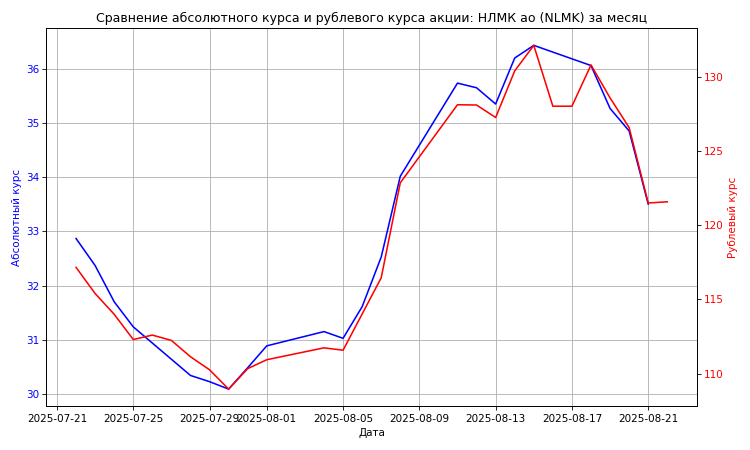 Сравнение абсолютного курса и рублевого курса акции: НЛМК ао (NLMK) за месяц
36
35
34
33
32
31
30
Абсолютный курс
130
125
120
115
110
Рублевый курс
2025-07-21 2025-07-25 2025-07-29 2025-08-01 2025-08-05 2025-08-09 2025-08-13 2025-08-17 2025-08-21
Дата